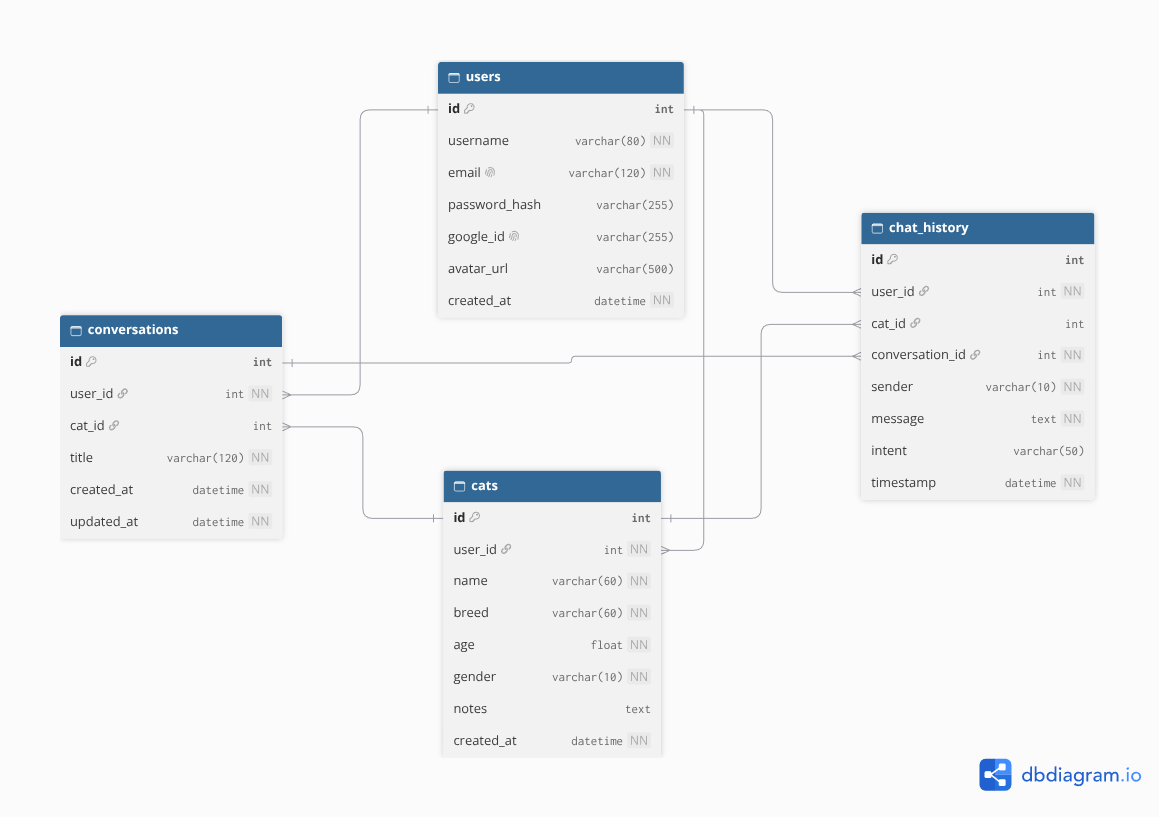 users
id int
username varchar(80) NN
email varchar(120) NN
password_hash varchar(255)
google_id varchar(255)
avatar_url varchar(500)
created_at datetime NN
chat_history
id int
user_id int NN
cat_id int
conversation_id int NN
sender varchar(10) NN
message text NN
intent varchar(50)
timestamp datetime NN
conversations
id int
user_id int NN
cat_id int
title varchar(120) NN
created_at datetime NN
updated_at datetime NN
cats
id int
user_id int NN
name varchar(60) NN
breed varchar(60) NN
age float NN
gender varchar(10) NN
notes text
created_at datetime NN
dbdiagram.io